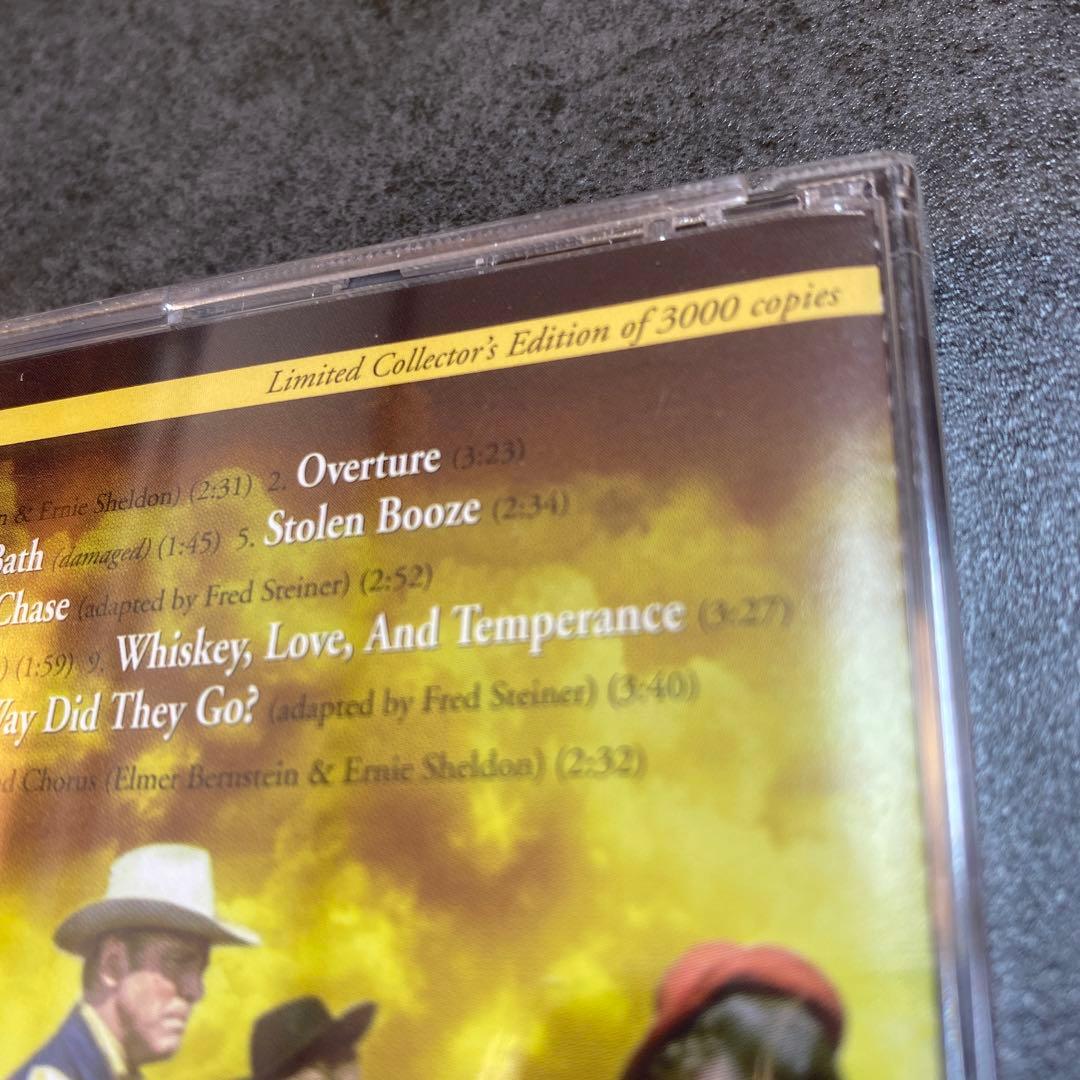 Limited Collector's Edition of 3000 copies
& Ernie Sheldon) (2:31) 2. Overture (3:23)
Bath (damaged) (1:45) 5. Stolen Booze (2:34)
Chase (adapted by Fred Steiner) (2:52)
) (1:59) 9. Whiskey, Love, And Temperance (3:27)
Way Did They Go? (adapted by Fred Steiner) (3:40)
Chorus (Elmer Bernstein & Ernie Sheldon) (2:32)